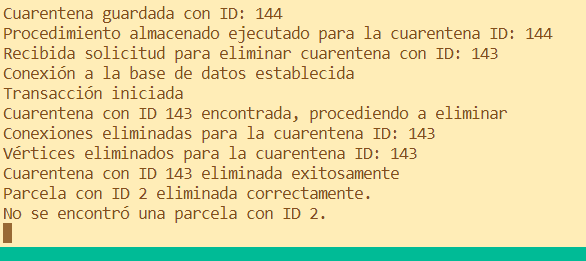 Cuarentena guardada con ID: 144
Procedimiento almacenado ejecutado para la cuarentena ID: 144
Recibida solicitud para eliminar cuarentena con ID: 143
Conexión a la base de datos establecida
Transacción iniciada
Cuarentena con ID 143 encontrada, procediendo a eliminar
Conexiones eliminadas para la cuarentena ID: 143
Vértices eliminados para la cuarentena ID: 143
Cuarentena con ID 143 eliminada exitosamente
Parcela con ID 2 eliminada correctamente.
No se encontró una parcela con ID 2.